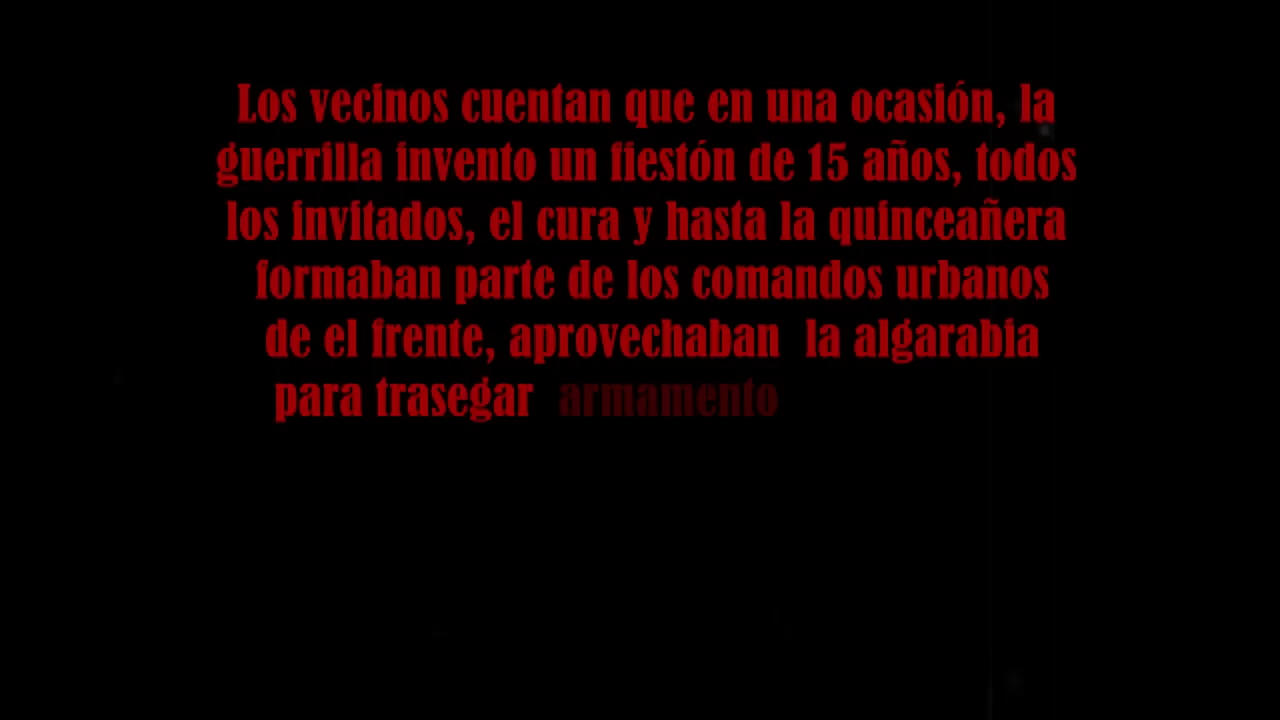 Los vecinos cuentan que en una ocasión, la
guerrilla invento un fiestón de 15 años, todos
los invitados, el cura y hasta la quinceañera
formaban parte de los comandos urbanos
de el frente, aprovechaban la algarabía
para trasegar armamento